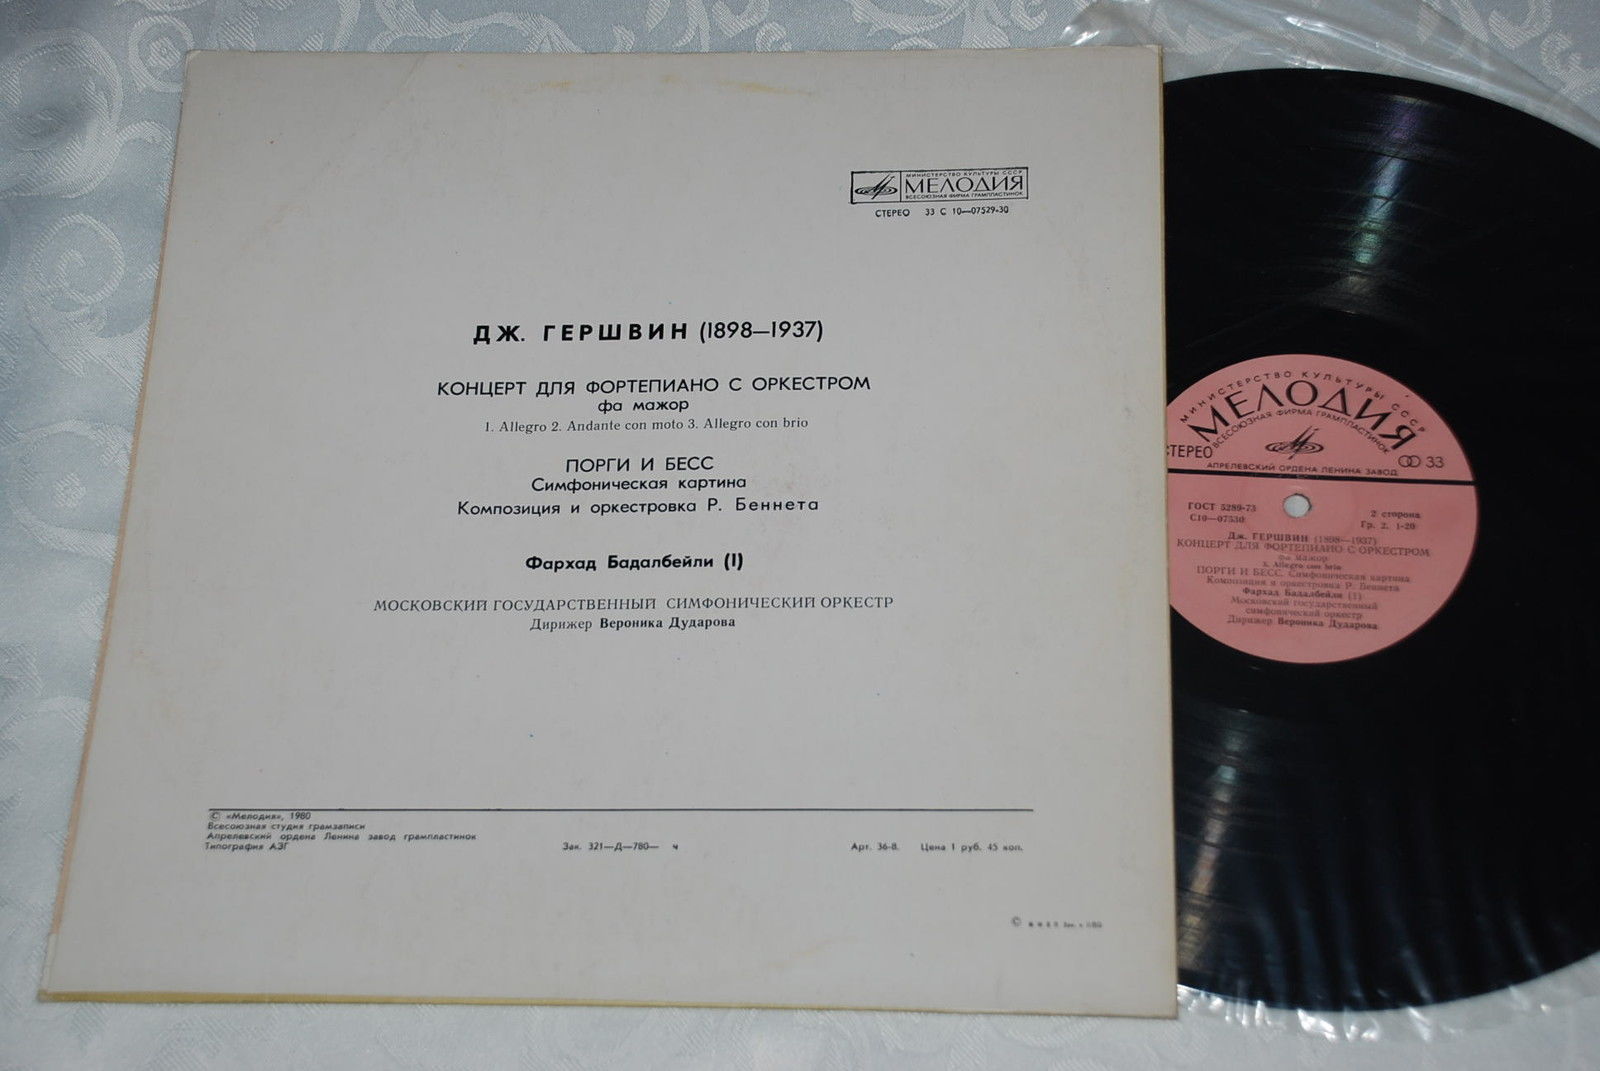 МИНИСТЕРСТВО КУЛЬТУРЫ СССР
МЕЛОДИЯ
ВСЕСОЮЗНАЯ ФИРМА ГРАМПЛАСТИНОК
СТЕРЕО 33 С 10—07529-30
ДЖ. ГЕРШВИН (1898—1937)
КОНЦЕРТ ДЛЯ ФОРТЕПИАНО С ОРКЕСТРОМ
фа мажор
1. Allegro 2. Andante con moto 3. Allegro con brio
ПОРГИ И БЕСС
Симфоническая картина
Композиция и оркестровка Р. Беннета
Фархад Бадалбейли (I)
МОСКОВСКИЙ ГОСУДАРСТВЕННЫЙ СИМФОНИЧЕСКИЙ ОРКЕСТР
Дирижер Вероника Дударова
© «Мелодия», 1980
Всесоюзная студия грамзаписи
Апрелевский ордена Ленина завод грампластинок
Типография АЗГ
Зак. 321—Д—780— ч
Арт. 36-8. Цена 1 руб. 45 коп.
МИНИСТЕРСТВО КУЛЬТУРЫ СССР
МЕЛОДИЯ
ВСЕСОЮЗНАЯ ФИРМА ГРАМПЛАСТИНОК
СТЕРЕО
33
АПРЕЛЕВСКИЙ ОРДЕНА ЛЕНИНА ЗАВОД
ГОСТ 5289-73
С10—07530
2 сторона
Гр. 2. 1-20
Дж. ГЕРШВИН (1898—1937)
КОНЦЕРТ ДЛЯ ФОРТЕПИАНО С ОРКЕСТРОМ
фа мажор
3. Allegro con brio
ПОРГИ И БЕСС. Симфоническая картина
Композиция и оркестровка Р. Беннета
Фархад Бадалбейли (1)
Московский государственный
симфонический оркестр
Дирижер Вероника Дударова